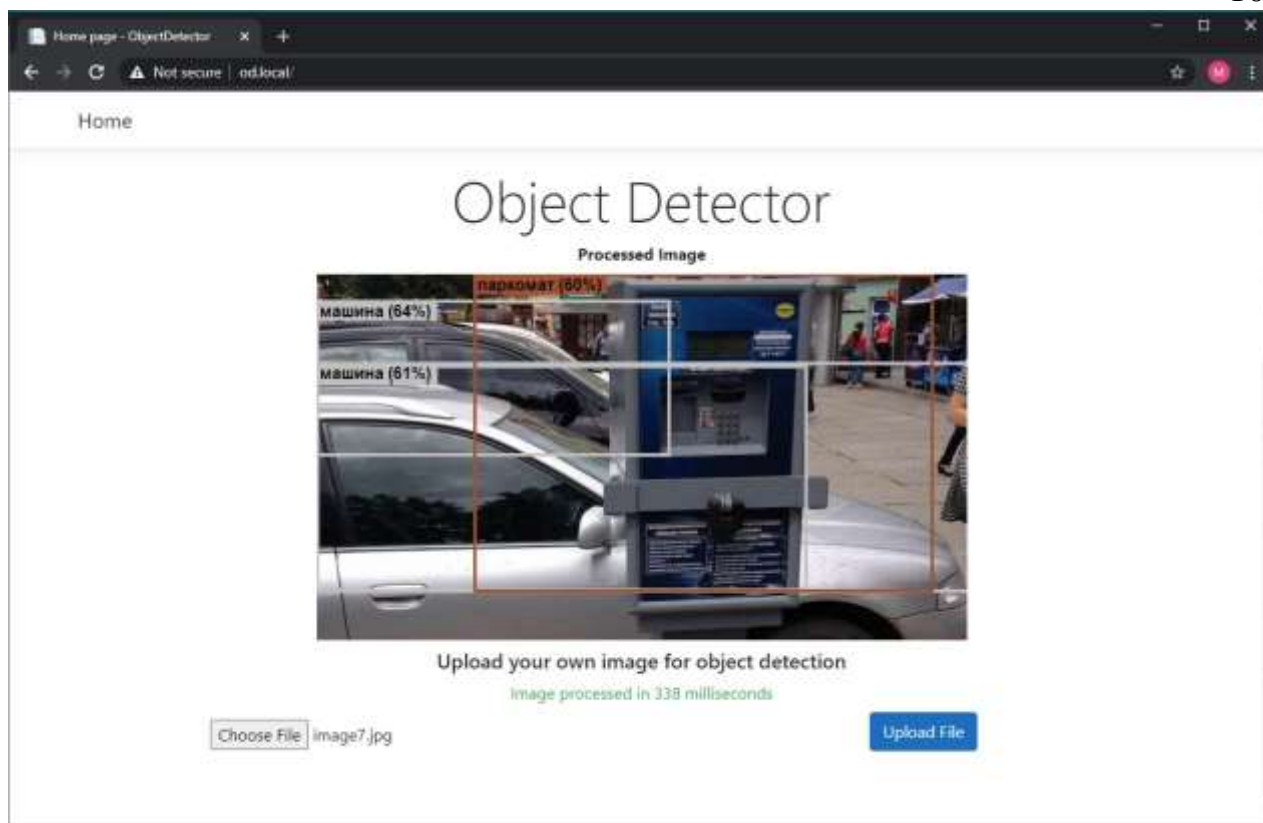 Home page - ObjectDetector
Not secure | od.local/
M
Home
Object Detector
Processed Image
паркомат (60%)
машина (64%)
машина (61%)
Upload your own image for object detection
Image processed in 338 milliseconds
Choose File image7.jpg
Upload File